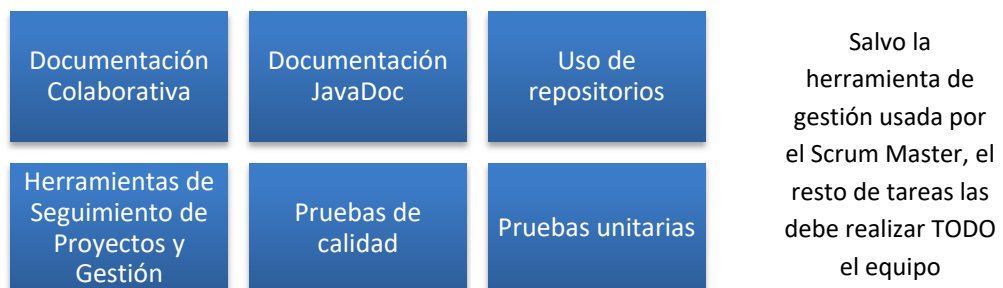 Documentación
Colaborativa
Documentación
JavaDoc
Uso de
repositorios
Herramientas de
Seguimiento de
Proyectos y
Gestión
Pruebas de
calidad
Pruebas unitarias
Salvo la
herramienta de
gestión usada por
el Scrum Master, el
resto de tareas las
debe realizar TODO
el equipo